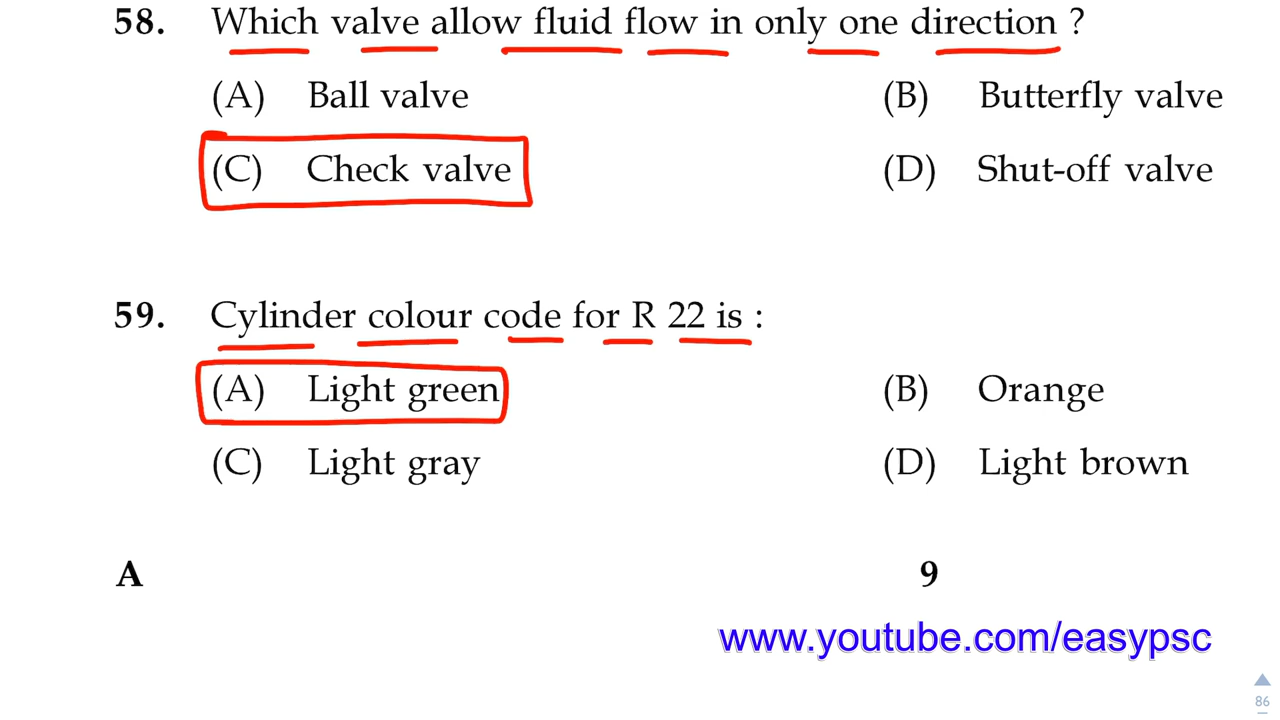 58. Which valve allow fluid flow in only one direction ?
(A) Ball valve (B) Butterfly valve
(C) Check valve (D) Shut-off valve
59. Cylinder colour code for R 22 is :
(A) Light green (B) Orange
(C) Light gray (D) Light brown
A 9
www.youtube.com/easypsc
86